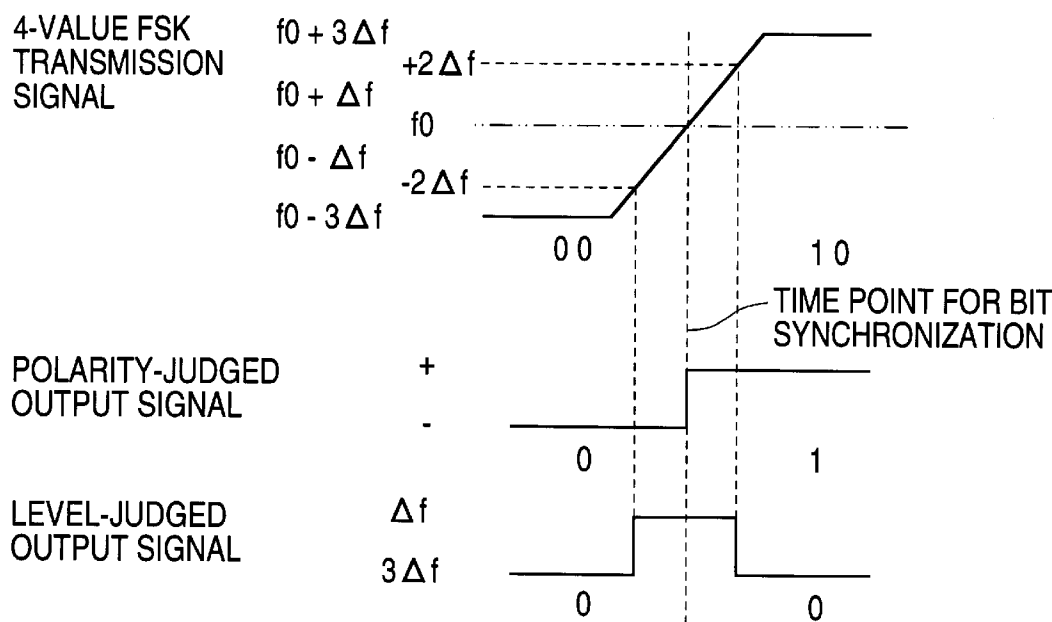 4-VALUE FSK
TRANSMISSION
SIGNAL
f0 + 3Δf
+2Δf
f0 + Δf
f0
f0 - Δf
-2Δf
f0 - 3Δf
0 0
1 0
TIME POINT FOR BIT
SYNCHRONIZATION
POLARITY-JUDGED
OUTPUT SIGNAL
+
-
0
1
LEVEL-JUDGED
OUTPUT SIGNAL
Δf
3Δf
0
0